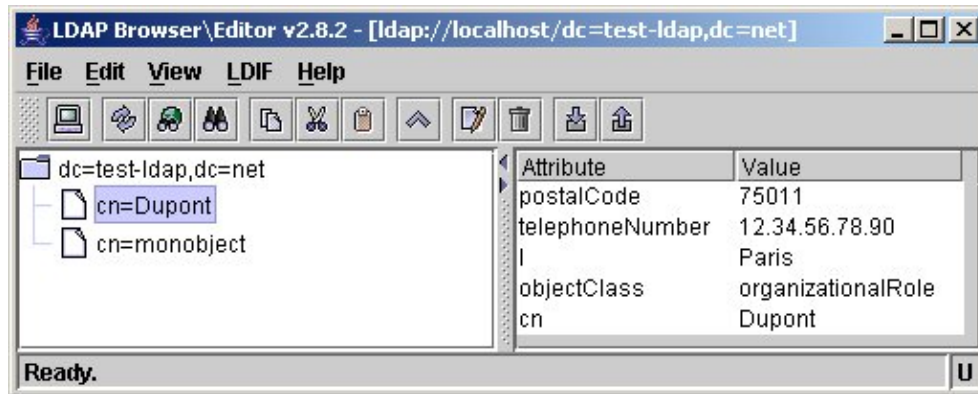 LDAP Browser\Editor v2.8.2 - [ldap://localhost/dc=test-ldap,dc=net]
File Edit View LDIF Help
dc=test-ldap,dc=net
cn=Dupont
cn=monobject
Attribute Value
postalCode 75011
telephoneNumber 12.34.56.78.90
l Paris
objectClass organizationalRole
cn Dupont
Ready. U